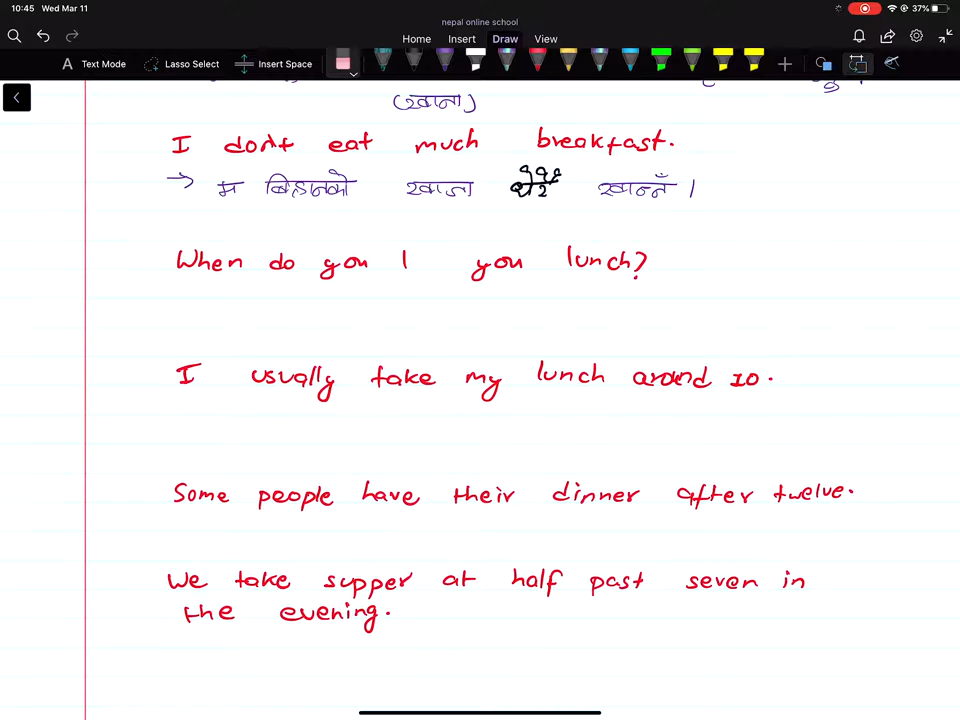 10:45 Wed Mar 11
37%
nepal online school
Home Insert Draw View
Text Mode Lasso Select Insert Space
(खाना)
I don't eat much breakfast.
→ म बिहानको खाजा खान्नँ ।
When do you l you lunch?
I usually take my lunch around 10.
Some people have their dinner after twelve.
We take supper at half past seven in
the evening.